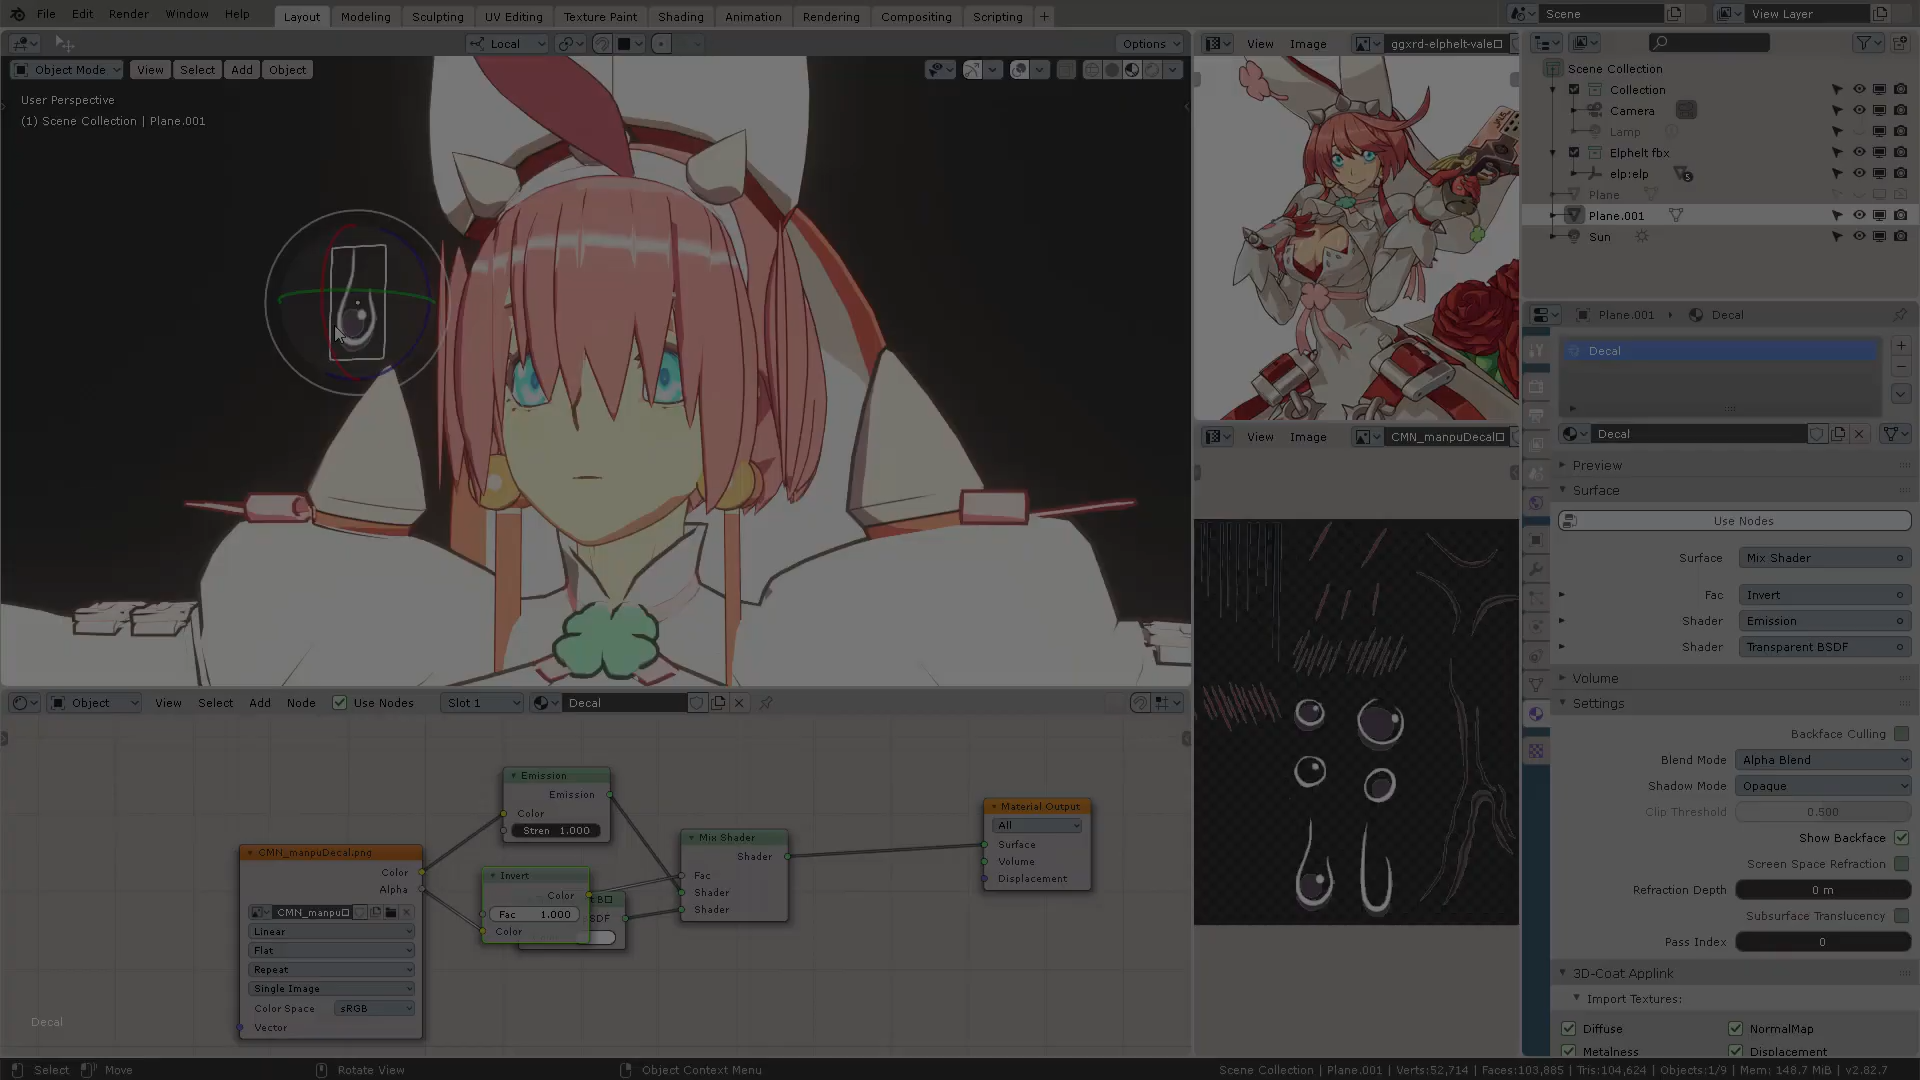 File Edit Render Window Help Layout Modeling Sculpting UV Editing Texture Paint Shading Animation Rendering Compositing Scripting + Scene View Layer
Local Options
Object Mode View Select Add Object
User Perspective
(1) Scene Collection | Plane.001
View Image ggxrd-elphelt-vale
Scene Collection
Collection
Camera
Lamp
Elphelt fbx
elp:elp
Plane
Plane.001
Sun
Plane.001 Decal
Decal
Decal
Preview
Surface
Use Nodes
Surface Mix Shader
Fac Invert
Shader Emission
Shader Transparent BSDF
Volume
Settings
Backface Culling
Blend Mode Alpha Blend
Shadow Mode Opaque
Clip Threshold 0.500
Show Backface
Screen Space Refraction
Refraction Depth 0 m
Subsurface Translucency
Pass Index 0
3D-Coat Applink
Import Textures:
Diffuse NormalMap
Metalness Displacement
View Image CMN_manpuDecal
Object View Select Add Node Use Nodes Slot 1 Decal
Emission
Emission
Color
Stren 1.000
CMN_manpuDecal.png
Color
Alpha
CMN_manpu
Linear
Flat
Repeat
Single Image
Color Space sRGB
Vector
Invert
Color
Fac 1.000
Color
SDF
Mix Shader
Shader
Fac
Shader
Shader
Material Output
All
Surface
Volume
Displacement
Decal
Select Move Rotate View Object Context Menu Scene Collection | Plane.001 | Verts:52,714 | Faces:103,885 | Tris:104,624 | Objects:1/9 | Mem: 148.7 MiB | v2.82.7